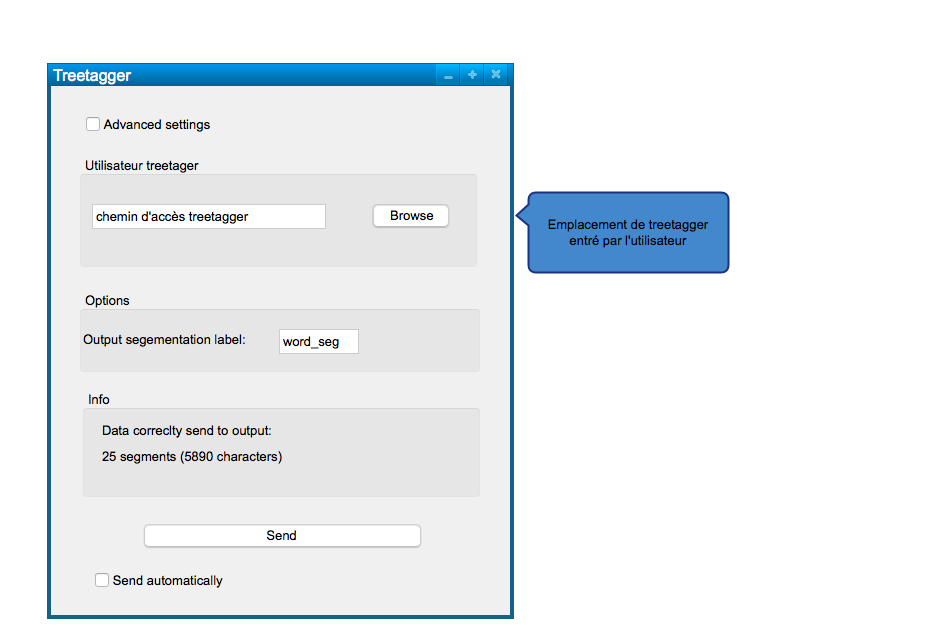 Treetagger
Advanced settings
Utilisateur treetager
chemin d'accès treetagger
Browse
Emplacement de treetagger
entré par l'utilisateur
Options
Output segementation label:
word_seg
Info
Data correclty send to output:
25 segments (5890 characters)
Send
Send automatically